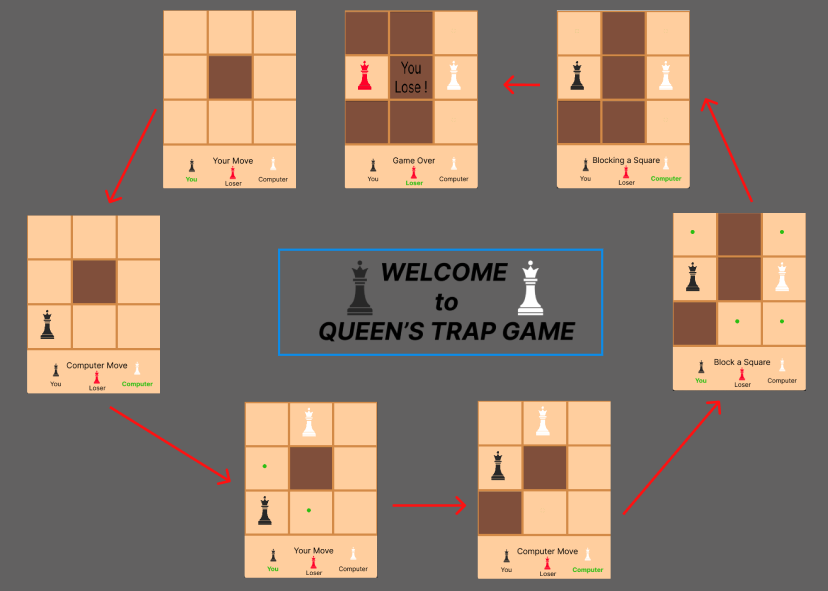 Your Move
You
Loser
Computer
You
Lose !
Game Over
You
Loser
Computer
Blocking a Square
You
Loser
Computer
Computer Move
You
Loser
Computer
WELCOME
to
QUEEN'S TRAP GAME
Block a Square
You
Loser
Computer
Your Move
You
Loser
Computer
Computer Move
You
Loser
Computer